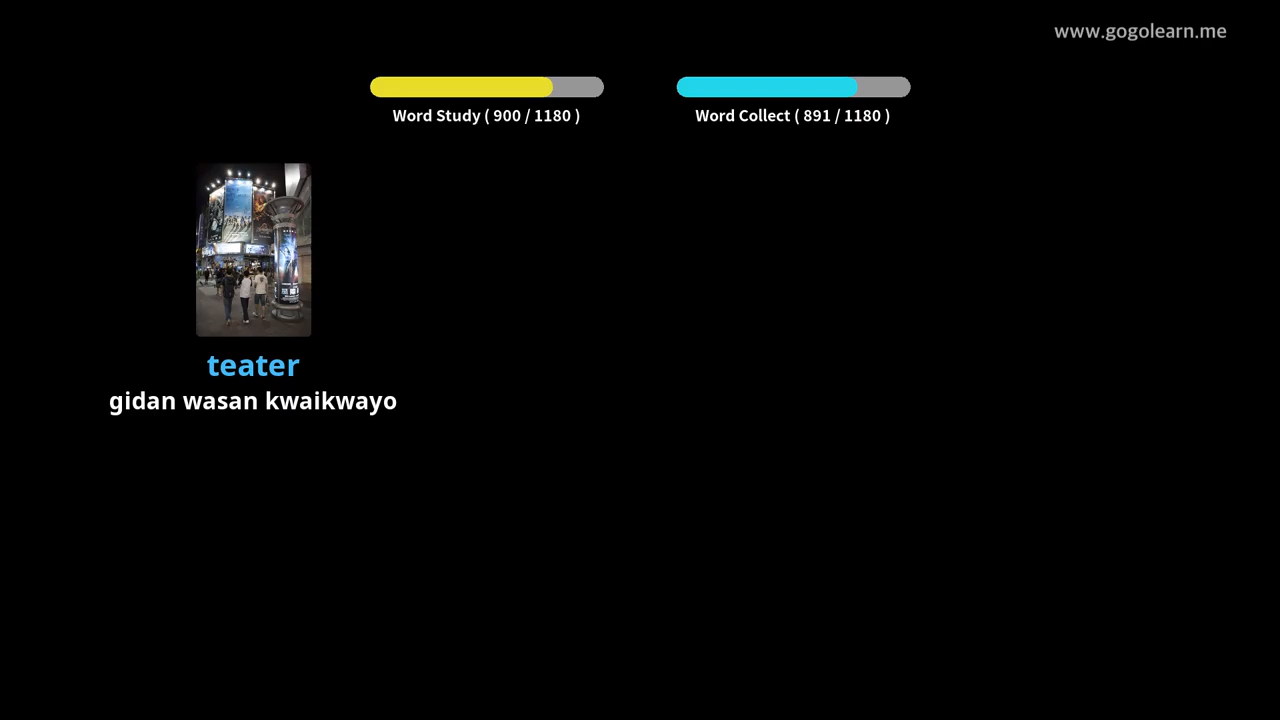 www.gogolearn.me
Word Study ( 900 / 1180 )
Word Collect ( 891 / 1180 )
teater
gidan wasan kwaikwayo